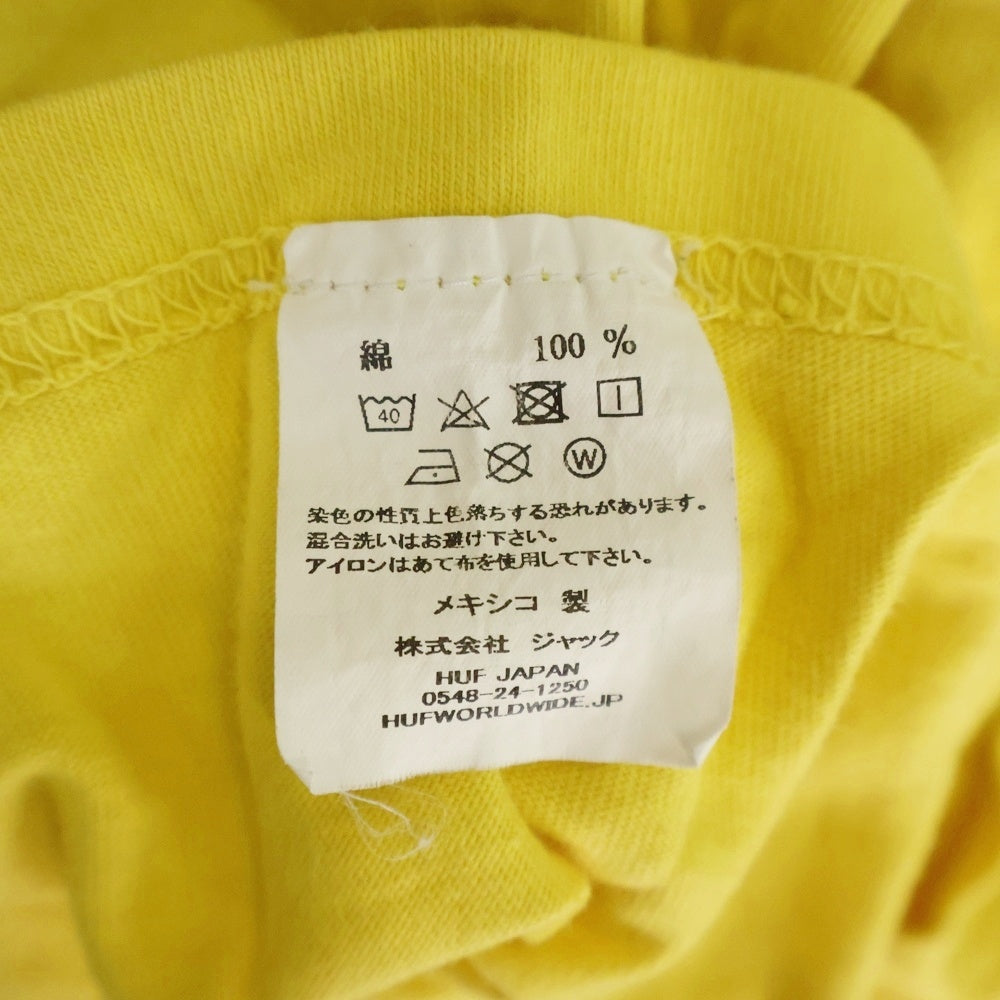 綿 100 %
40
W
染色の性質上色落ちする恐れがあります。
混合洗いはお避け下さい。
アイロンはあて布を使用して下さい。
メキシコ 製
株式会社 ジャック
HUF JAPAN
0548-24-1250
HUFWORLDWIDE.JP